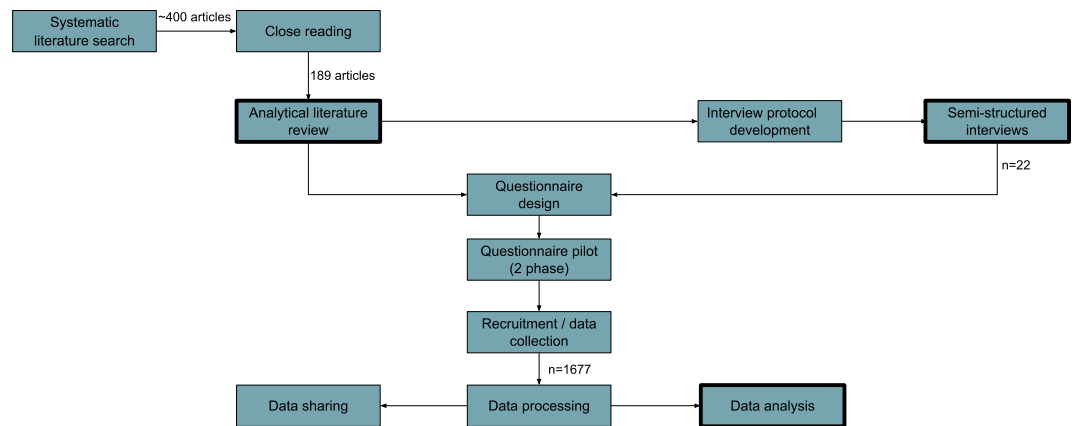 Systematic
literature search
~400 articles
Close reading
189 articles
Analytical literature
review
Interview protocol
development
Semi-structured
interviews
n=22
Questionnaire
design
Questionnaire pilot
(2 phase)
Recruitment / data
collection
n=1677
Data sharing
Data processing
Data analysis